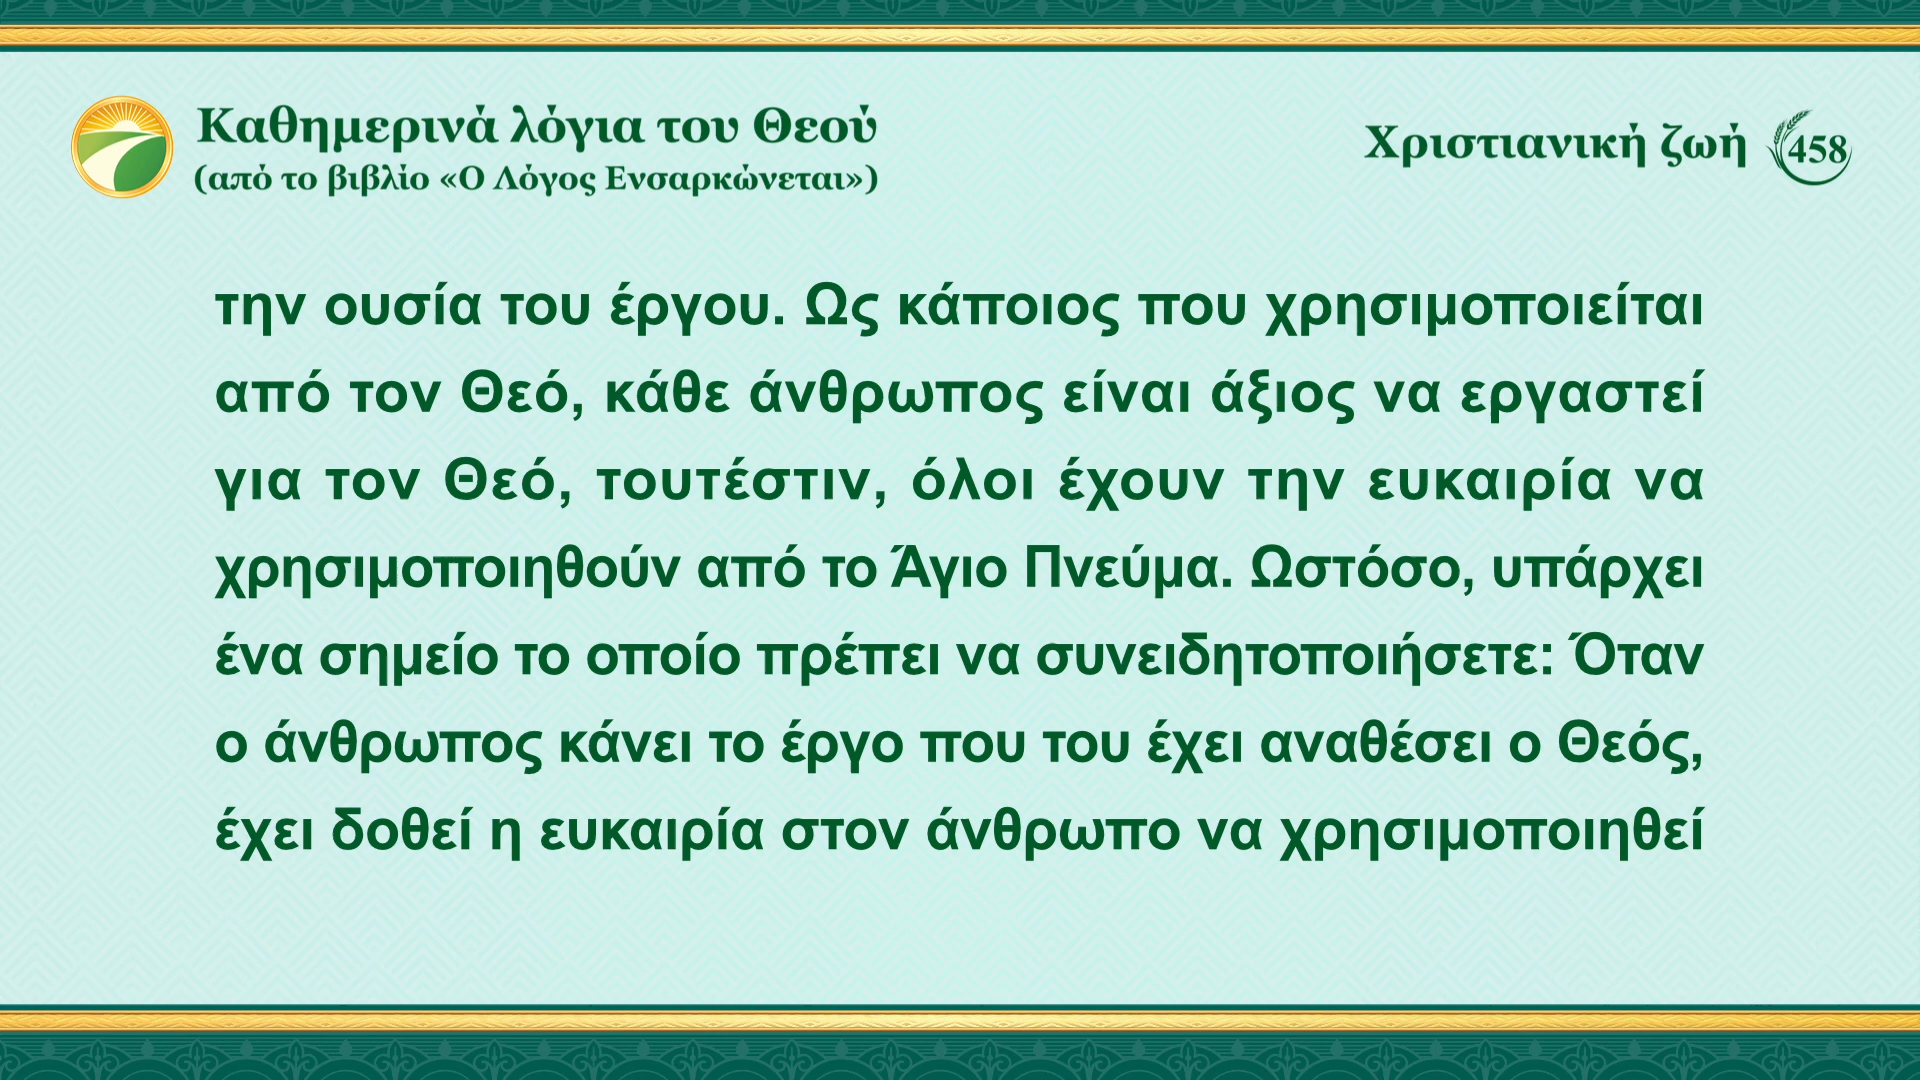 Καθημερινά λόγια του Θεού
(από το βιβλίο «Ο Λόγος Ενσαρκώνεται»)
Χριστιανική ζωή 458
την ουσία του έργου. Ως κάποιος που χρησιμοποιείται
από τον Θεό, κάθε άνθρωπος είναι άξιος να εργαστεί
για τον Θεό, τουτέστιν, όλοι έχουν την ευκαιρία να
χρησιμοποιηθούν από το Άγιο Πνεύμα. Ωστόσο, υπάρχει
ένα σημείο το οποίο πρέπει να συνειδητοποιήσετε: Όταν
ο άνθρωπος κάνει το έργο που του έχει αναθέσει ο Θεός,
έχει δοθεί η ευκαιρία στον άνθρωπο να χρησιμοποιηθεί